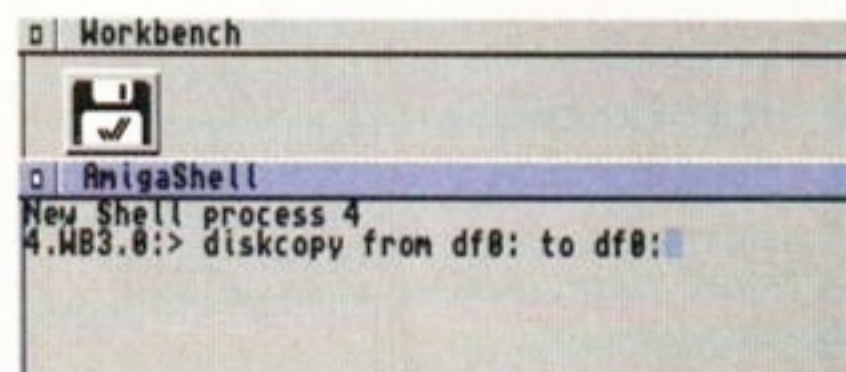 Workbench
AmigaShell
New Shell process 4
4.WB3.0:> diskcopy from df0: to df0: